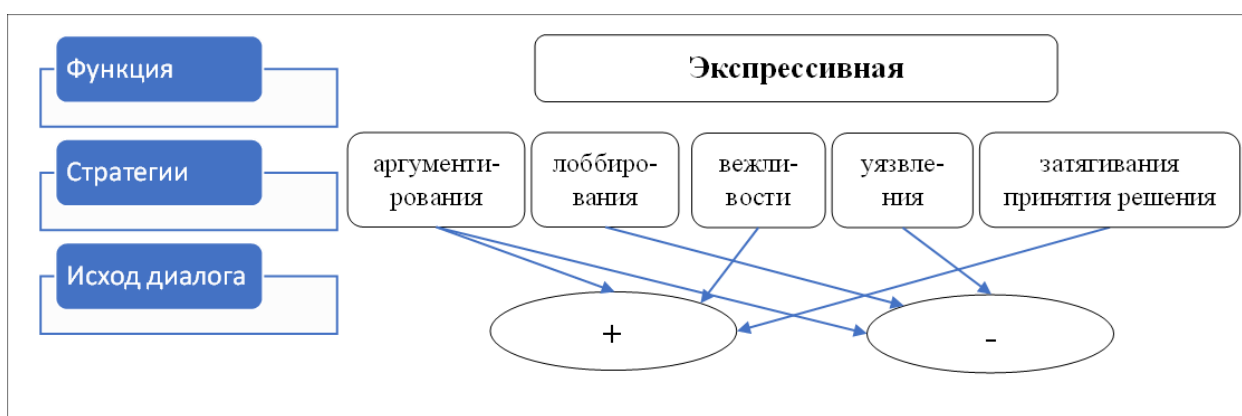 Функция
Экспрессивная
Стратегии
аргументи-
рования
лоббиро-
вания
вежли-
вости
уязвле-
ния
затягивания
принятия решения
Исход диалога
+
-